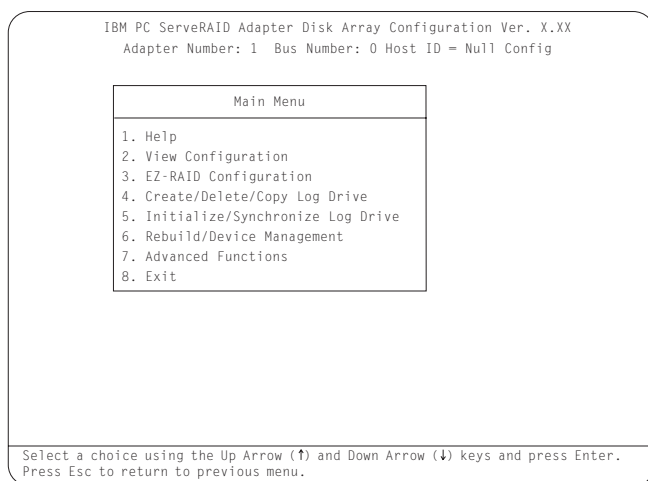 IBM PC ServeRAID Adapter Disk Array Configuration Ver. X.XX
Adapter Number: 1 Bus Number: 0 Host ID = Null Config
Main Menu
1. Help
2. View Configuration
3. EZ-RAID Configuration
4. Create/Delete/Copy Log Drive
5. Initialize/Synchronize Log Drive
6. Rebuild/Device Management
7. Advanced Functions
8. Exit
Select a choice using the Up Arrow (↑) and Down Arrow (↓) keys and press Enter.
Press Esc to return to previous menu.